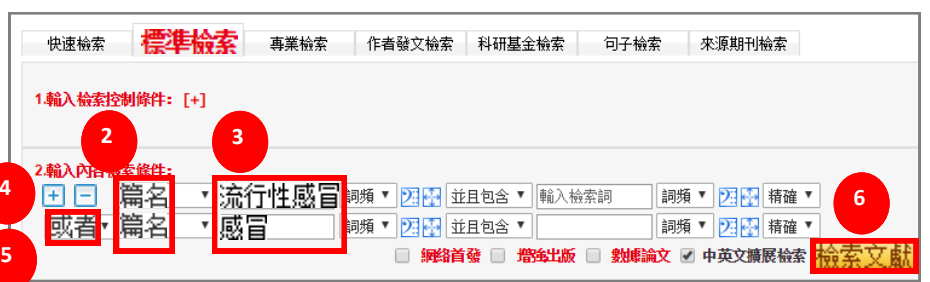 快速檢索 標準檢索 專業檢索 作者發文檢索 科研基金檢索 句子檢索 來源期刊檢索
1.輸入檢索控制條件: [+]
2 3
2.輸入內容檢索條件:
4 篇名 流行性感冒 詞頻 並且包含 輸入檢索詞 詞頻 精確 6
或者 篇名 感冒 詞頻 並且包含 詞頻 精確
5 網絡首發 增強出版 數據論文 中英文擴展檢索 檢索文獻